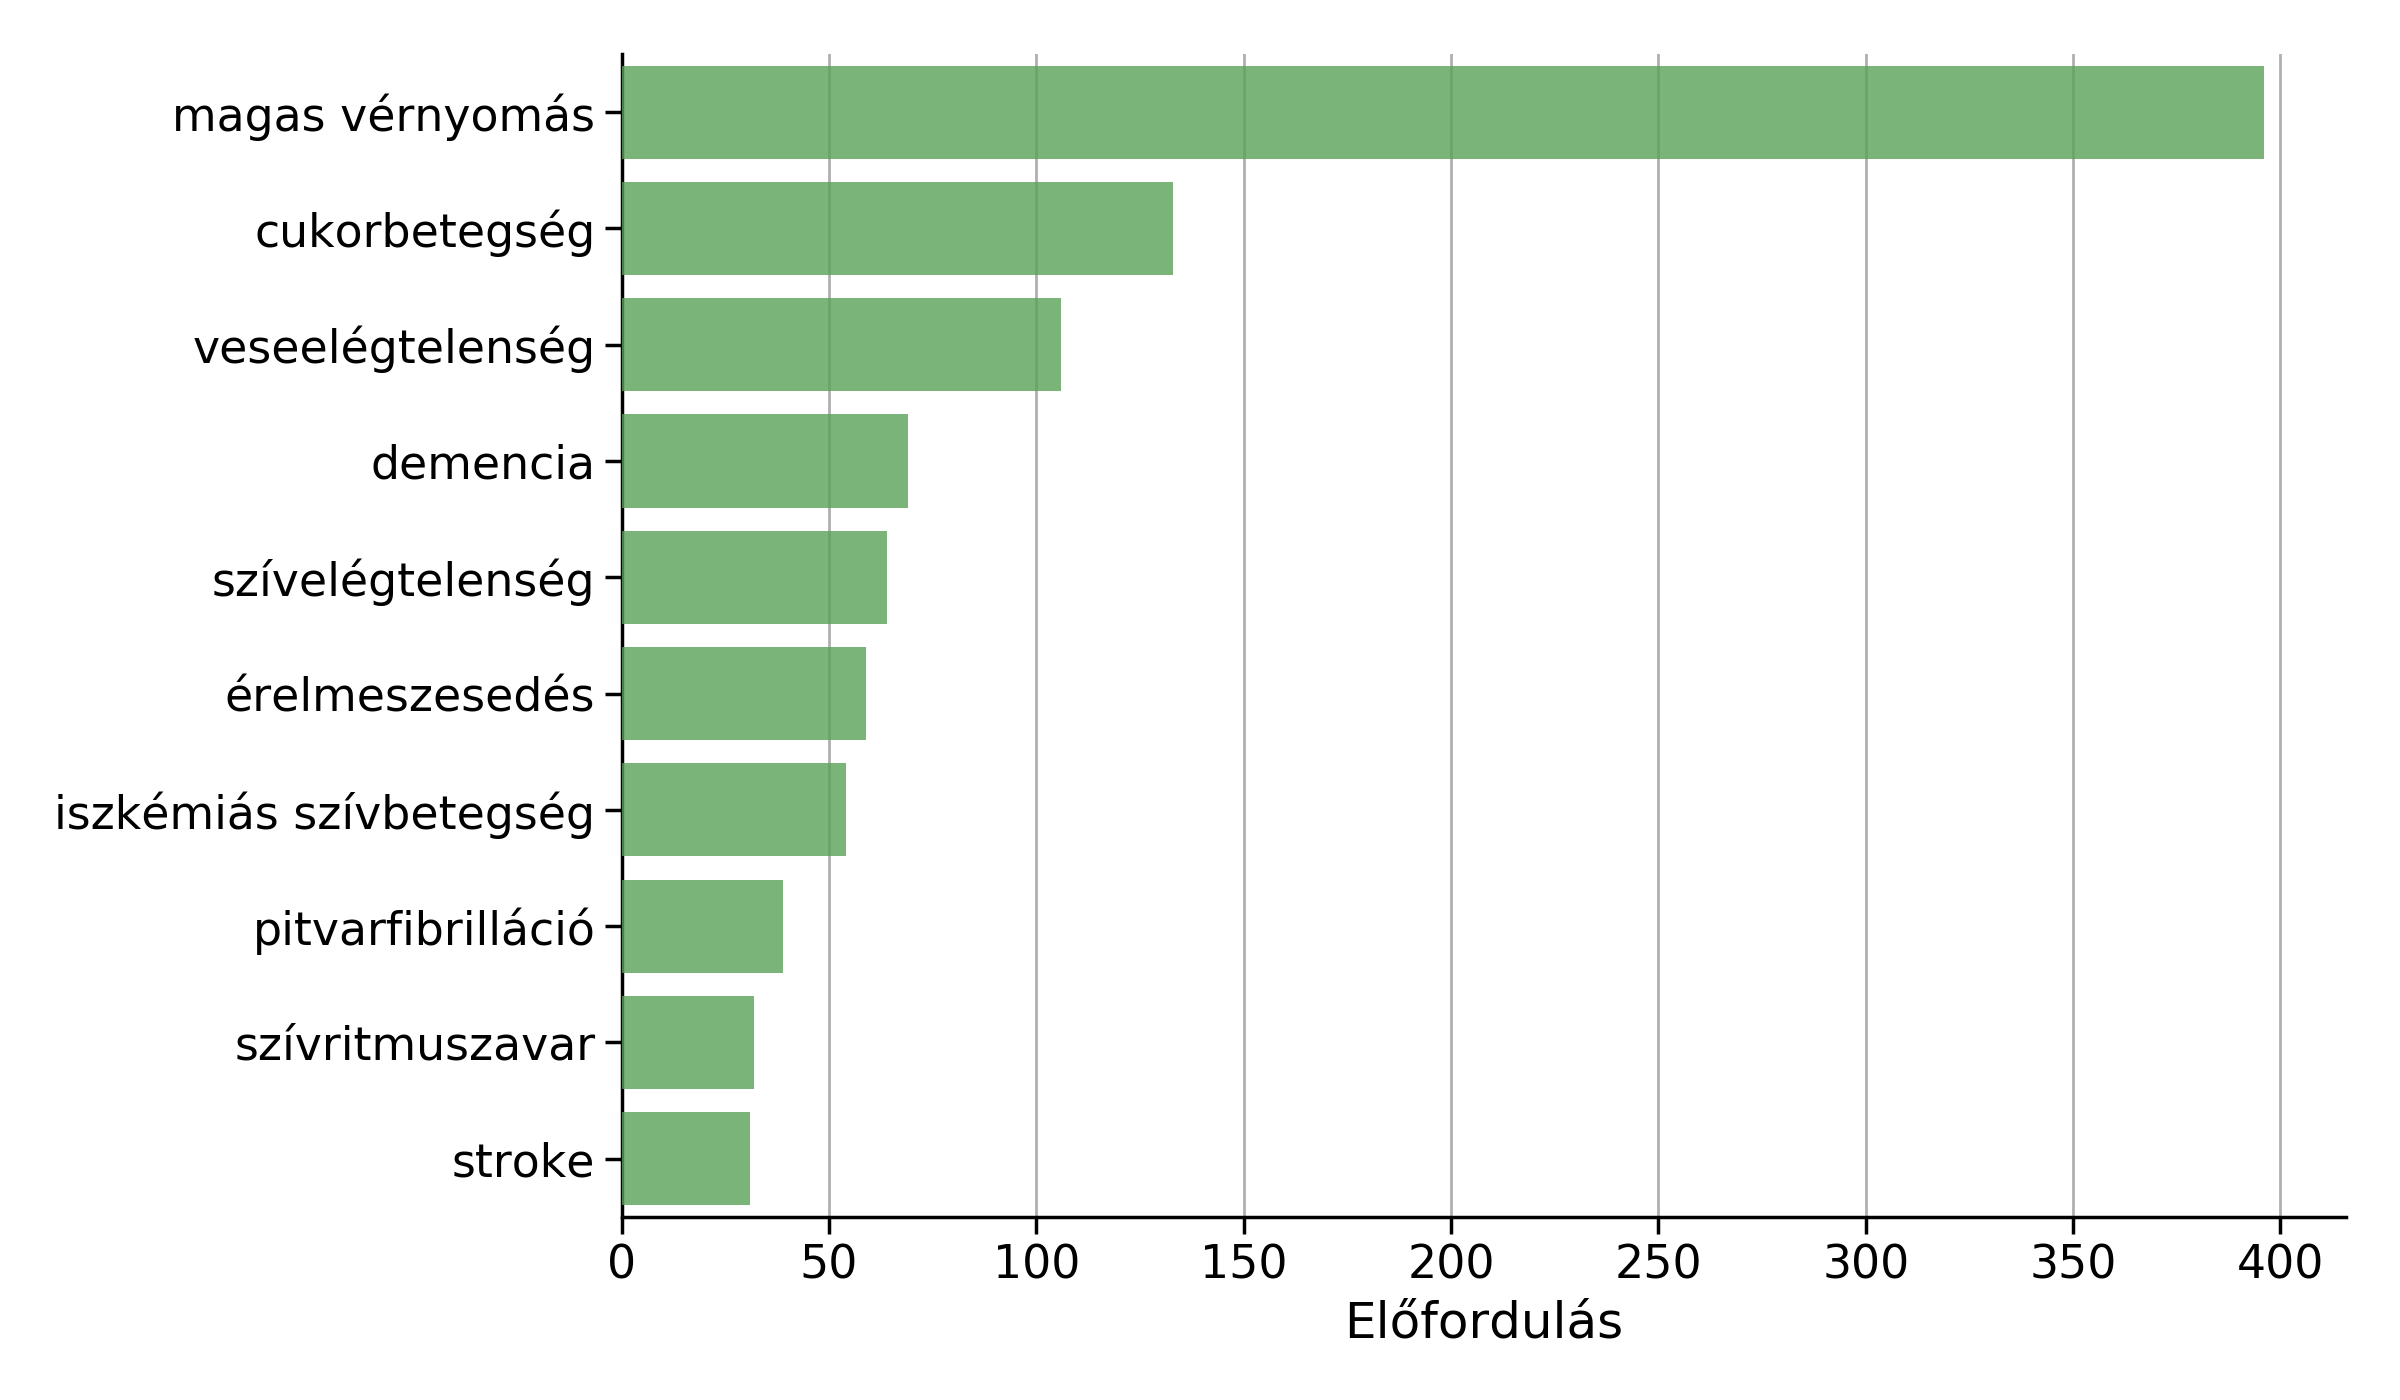 magas vérnyomás
cukorbetegség
veseelégtelenség
demencia
szívelégtelenség
érelmeszesedés
iszkémiás szívbetegség
pitvarfibrilláció
szívritmuszavar
stroke
0 50 100 150 200 250 300 350 400
Előfordulás